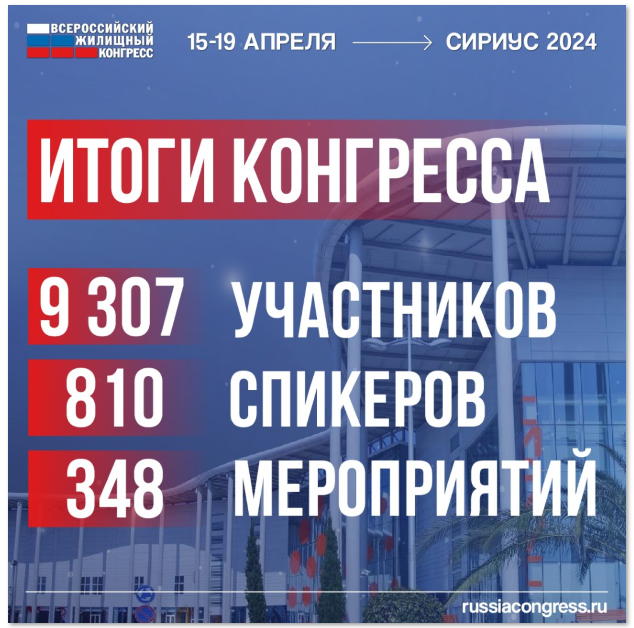 ВСЕРОССИЙСКИЙ
ЖИЛИЩНЫЙ
КОНГРЕСС
15-19 АПРЕЛЯ → СИРИУС 2024
ИТОГИ КОНГРЕССА
9 307 УЧАСТНИКОВ
810 СПИКЕРОВ
348 МЕРОПРИЯТИЙ
russiacongress.ru